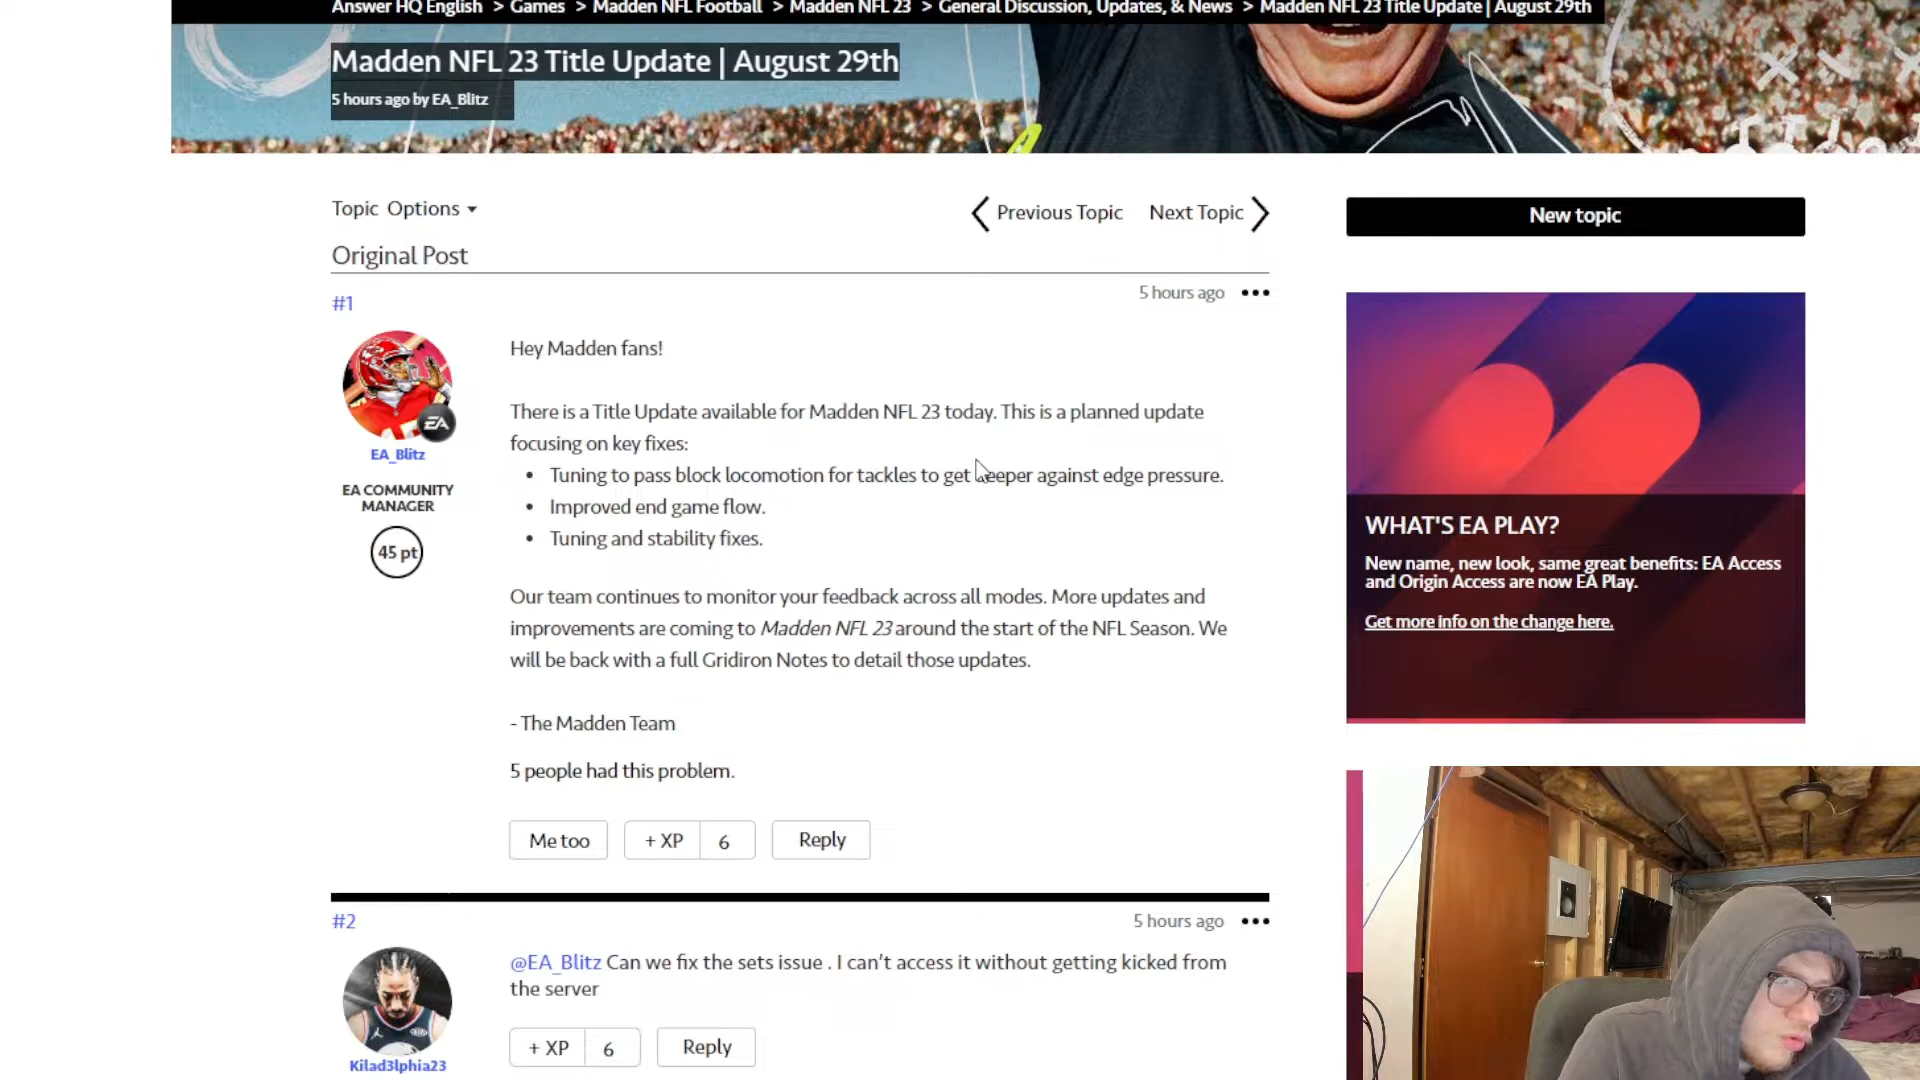 Answer HQ English > Games > Madden NFL Football > Madden NFL 23 > General Discussion, Updates, & News > Madden NFL 23 Title Update | August 29th
Madden NFL 23 Title Update | August 29th
5 hours ago by EA_Blitz
Topic Options
Previous Topic Next Topic
New topic
Original Post
#1
5 hours ago
Hey Madden fans!
There is a Title Update available for Madden NFL 23 today. This is a planned update
focusing on key fixes:
• Tuning to pass block locomotion for tackles to get deeper against edge pressure.
• Improved end game flow.
• Tuning and stability fixes.
EA
EA_Blitz
EA COMMUNITY
MANAGER
45 pt
Our team continues to monitor your feedback across all modes. More updates and
improvements are coming to Madden NFL 23 around the start of the NFL Season. We
will be back with a full Gridiron Notes to detail those updates.
- The Madden Team
5 people had this problem.
Me too
+ XP 6
Reply
WHAT'S EA PLAY?
New name, new look, same great benefits: EA Access
and Origin Access are now EA Play.
Get more info on the change here.
#2
5 hours ago
@EA_Blitz Can we fix the sets issue . I can't access it without getting kicked from
the server
+ XP 6
Reply
Kilad3lphia23